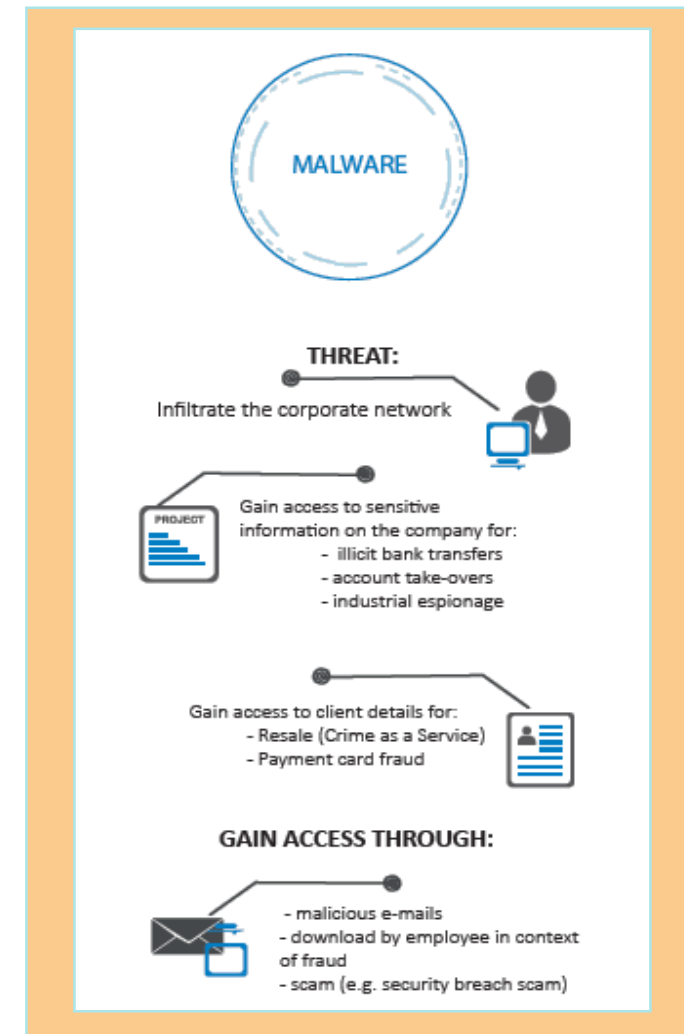 MALWARE
THREAT:
Infiltrate the corporate network
PROJECT
Gain access to sensitive
information on the company for:
- illicit bank transfers
- account take-overs
- industrial espionage
Gain access to client details for:
- Resale (Crime as a Service)
- Payment card fraud
GAIN ACCESS THROUGH:
- malicious e-mails
- download by employee in context
of fraud
- scam (e.g. security breach scam)